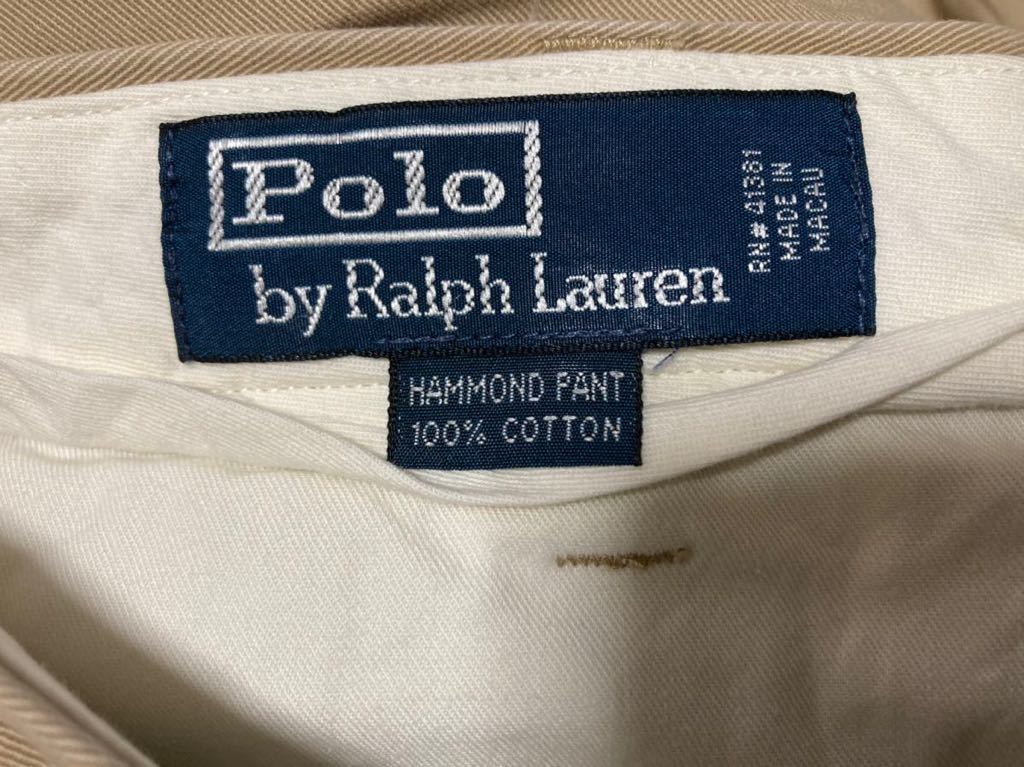 Polo
by Ralph Lauren
RN# 41381
MADE IN
MACAU
HAMMOND PANT
100% COTTON